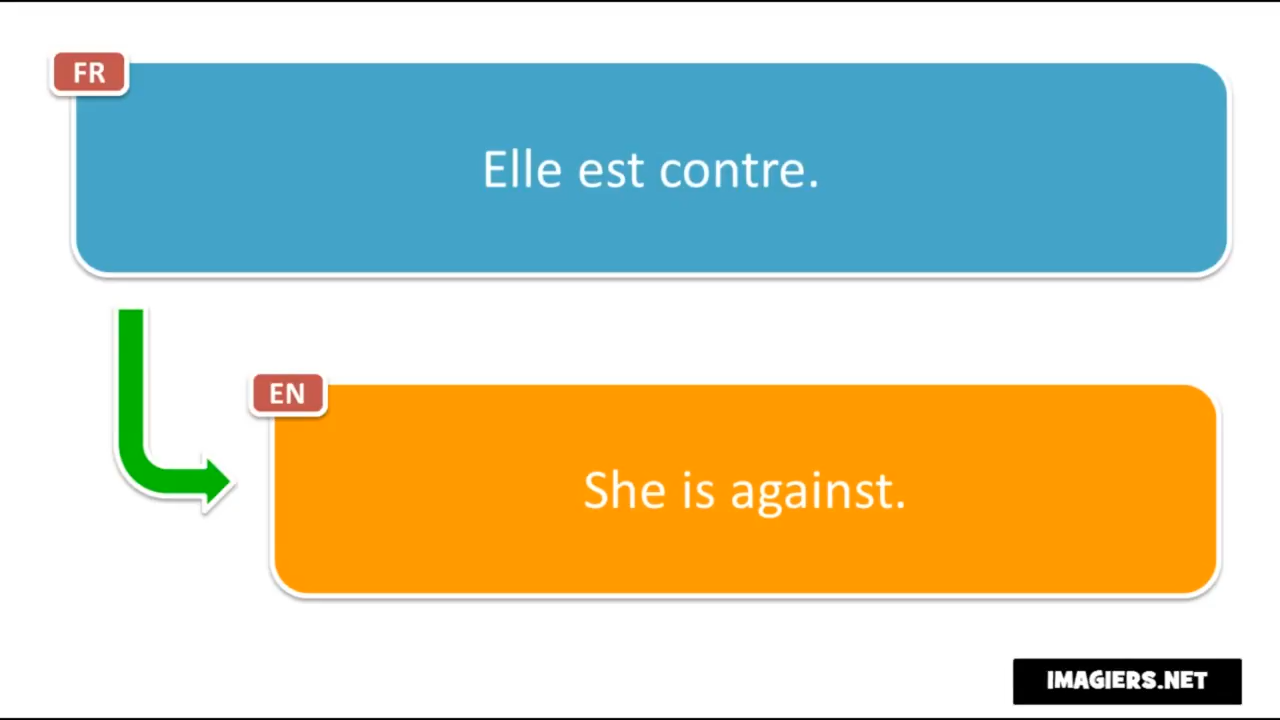 FR
Elle est contre.
EN
She is against.
IMAGIERS.NET